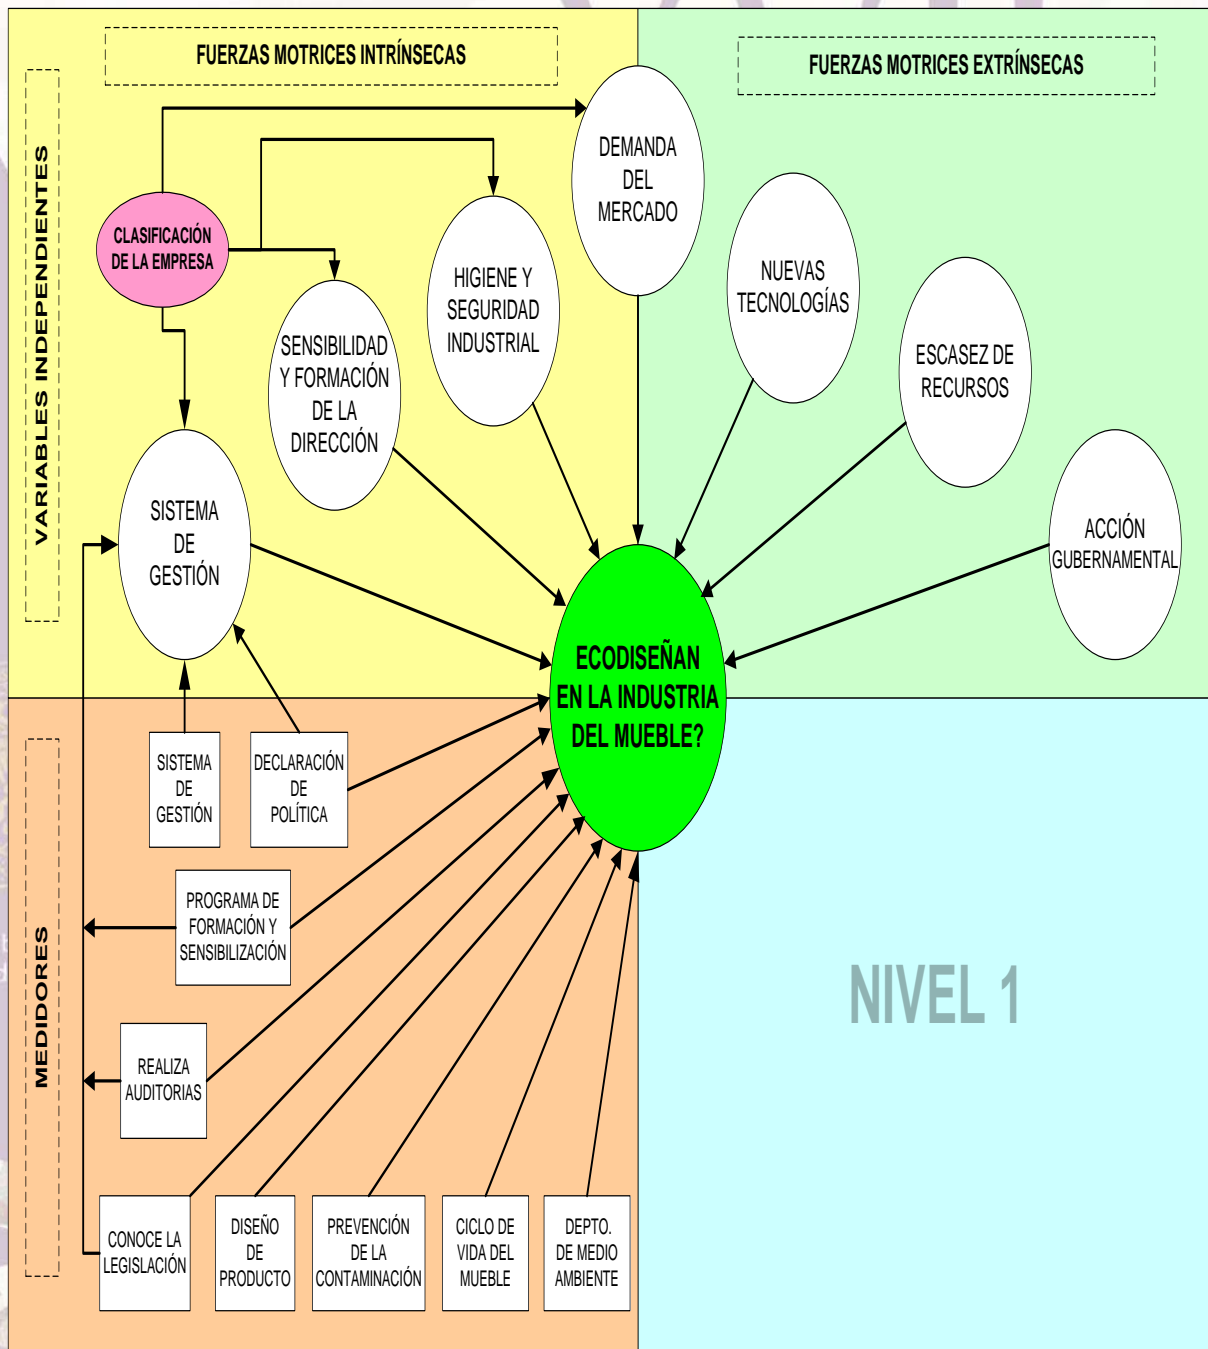 FUERZAS MOTRICES INTRÍNSECAS
FUERZAS MOTRICES EXTRÍNSECAS
VARIABLES INDEPENDIENTES
CLASIFICACIÓN
DE LA EMPRESA
DEMANDA
DEL
MERCADO
HIGIENE Y
SEGURIDAD
INDUSTRIAL
SENSIBILIDAD
Y FORMACIÓN
DE LA
DIRECCIÓN
SISTEMA
DE
GESTIÓN
NUEVAS
TECNOLOGÍAS
ESCASEZ DE
RECURSOS
ACCIÓN
GUBERNAMENTAL
ECODISEÑAN
EN LA INDUSTRIA
DEL MUEBLE?
MEDIDORES
SISTEMA
DE
GESTIÓN
DECLARACIÓN
DE
POLÍTICA
PROGRAMA DE
FORMACIÓN Y
SENSIBILIZACIÓN
REALIZA
AUDITORIAS
CONOCE LA
LEGISLACIÓN
DISEÑO
DE
PRODUCTO
PREVENCIÓN
DE LA
CONTAMINACIÓN
CICLO DE
VIDA DEL
MUEBLE
DEPTO.
DE MEDIO
AMBIENTE
NIVEL 1